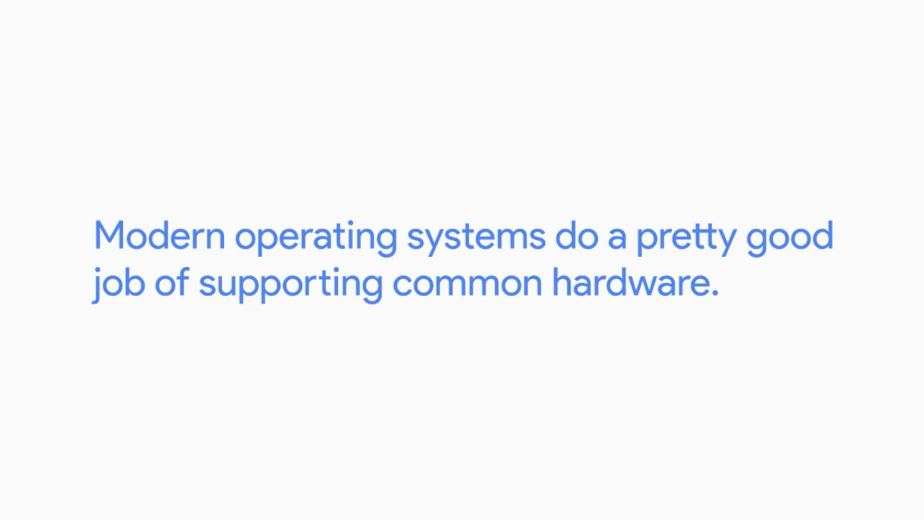 Modern operating systems do a pretty good
job of supporting common hardware.